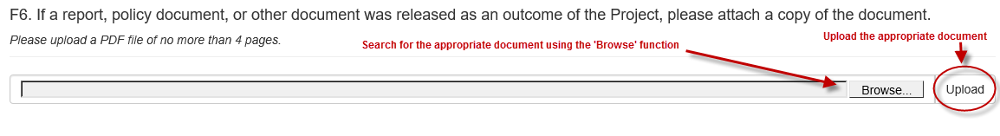 F6. If a report, policy document, or other document was released as an outcome of the Project, please attach a copy of the document.
Please upload a PDF file of no more than 4 pages.
Search for the appropriate document using the 'Browse' function
Upload the appropriate document
Browse...
Upload